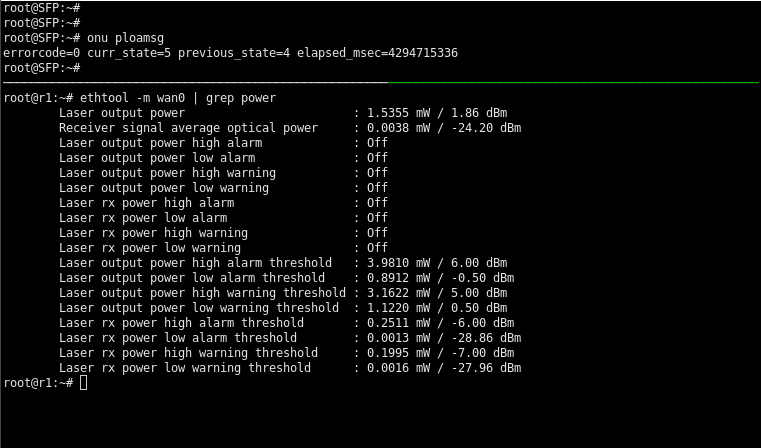 root@SFP:~#
root@SFP:~#
root@SFP:~# onu ploamsg
errorcode=0 curr_state=5 previous_state=4 elapsed_msec=4294715336
root@SFP:~#
root@r1:~# ethtool -m wan0 | grep power
Laser output power : 1.5355 mW / 1.86 dBm
Receiver signal average optical power : 0.0038 mW / -24.20 dBm
Laser output power high alarm : Off
Laser output power low alarm : Off
Laser output power high warning : Off
Laser output power low warning : Off
Laser rx power high alarm : Off
Laser rx power low alarm : Off
Laser rx power high warning : Off
Laser rx power low warning : Off
Laser output power high alarm threshold : 3.9810 mW / 6.00 dBm
Laser output power low alarm threshold : 0.8912 mW / -0.50 dBm
Laser output power high warning threshold : 3.1622 mW / 5.00 dBm
Laser output power low warning threshold : 1.1220 mW / 0.50 dBm
Laser rx power high alarm threshold : 0.2511 mW / -6.00 dBm
Laser rx power low alarm threshold : 0.0013 mW / -28.86 dBm
Laser rx power high warning threshold : 0.1995 mW / -7.00 dBm
Laser rx power low warning threshold : 0.0016 mW / -27.96 dBm
root@r1:~#